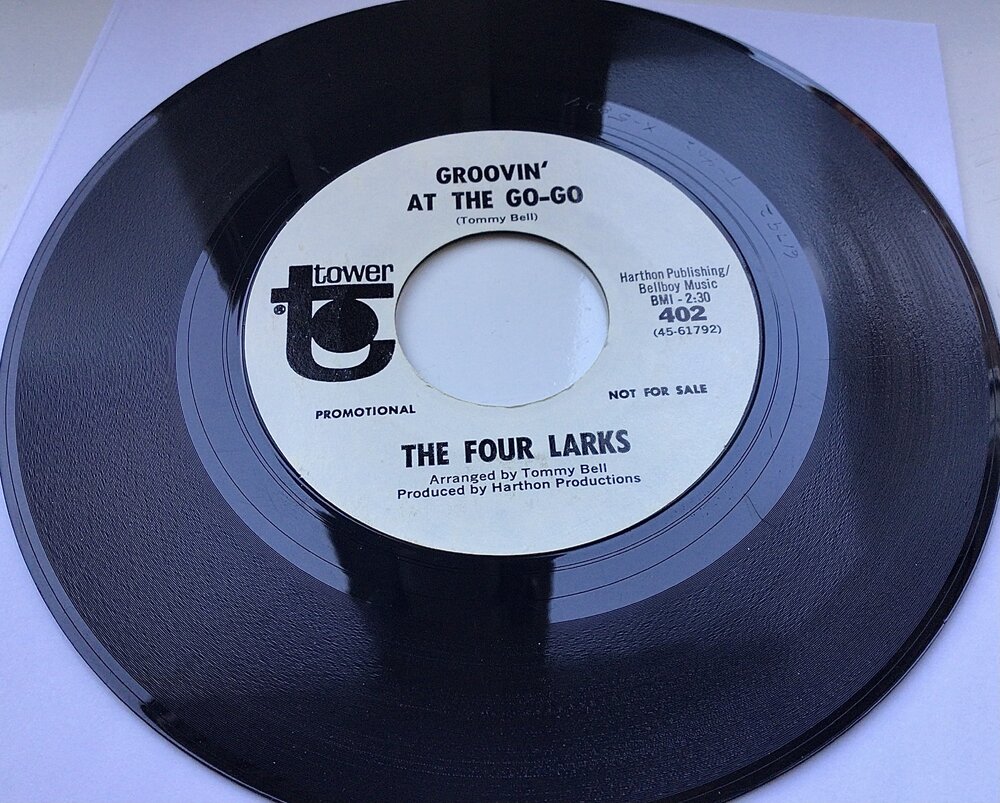 GROOVIN'
AT THE GO-GO
(Tommy Bell)
tower
tc
®
Harthon Publishing/
Bellboy Music
BMI - 2:30
402
(45-61792)
PROMOTIONAL
NOT FOR SALE
THE FOUR LARKS
Arranged by Tommy Bell
Produced by Harthon Productions